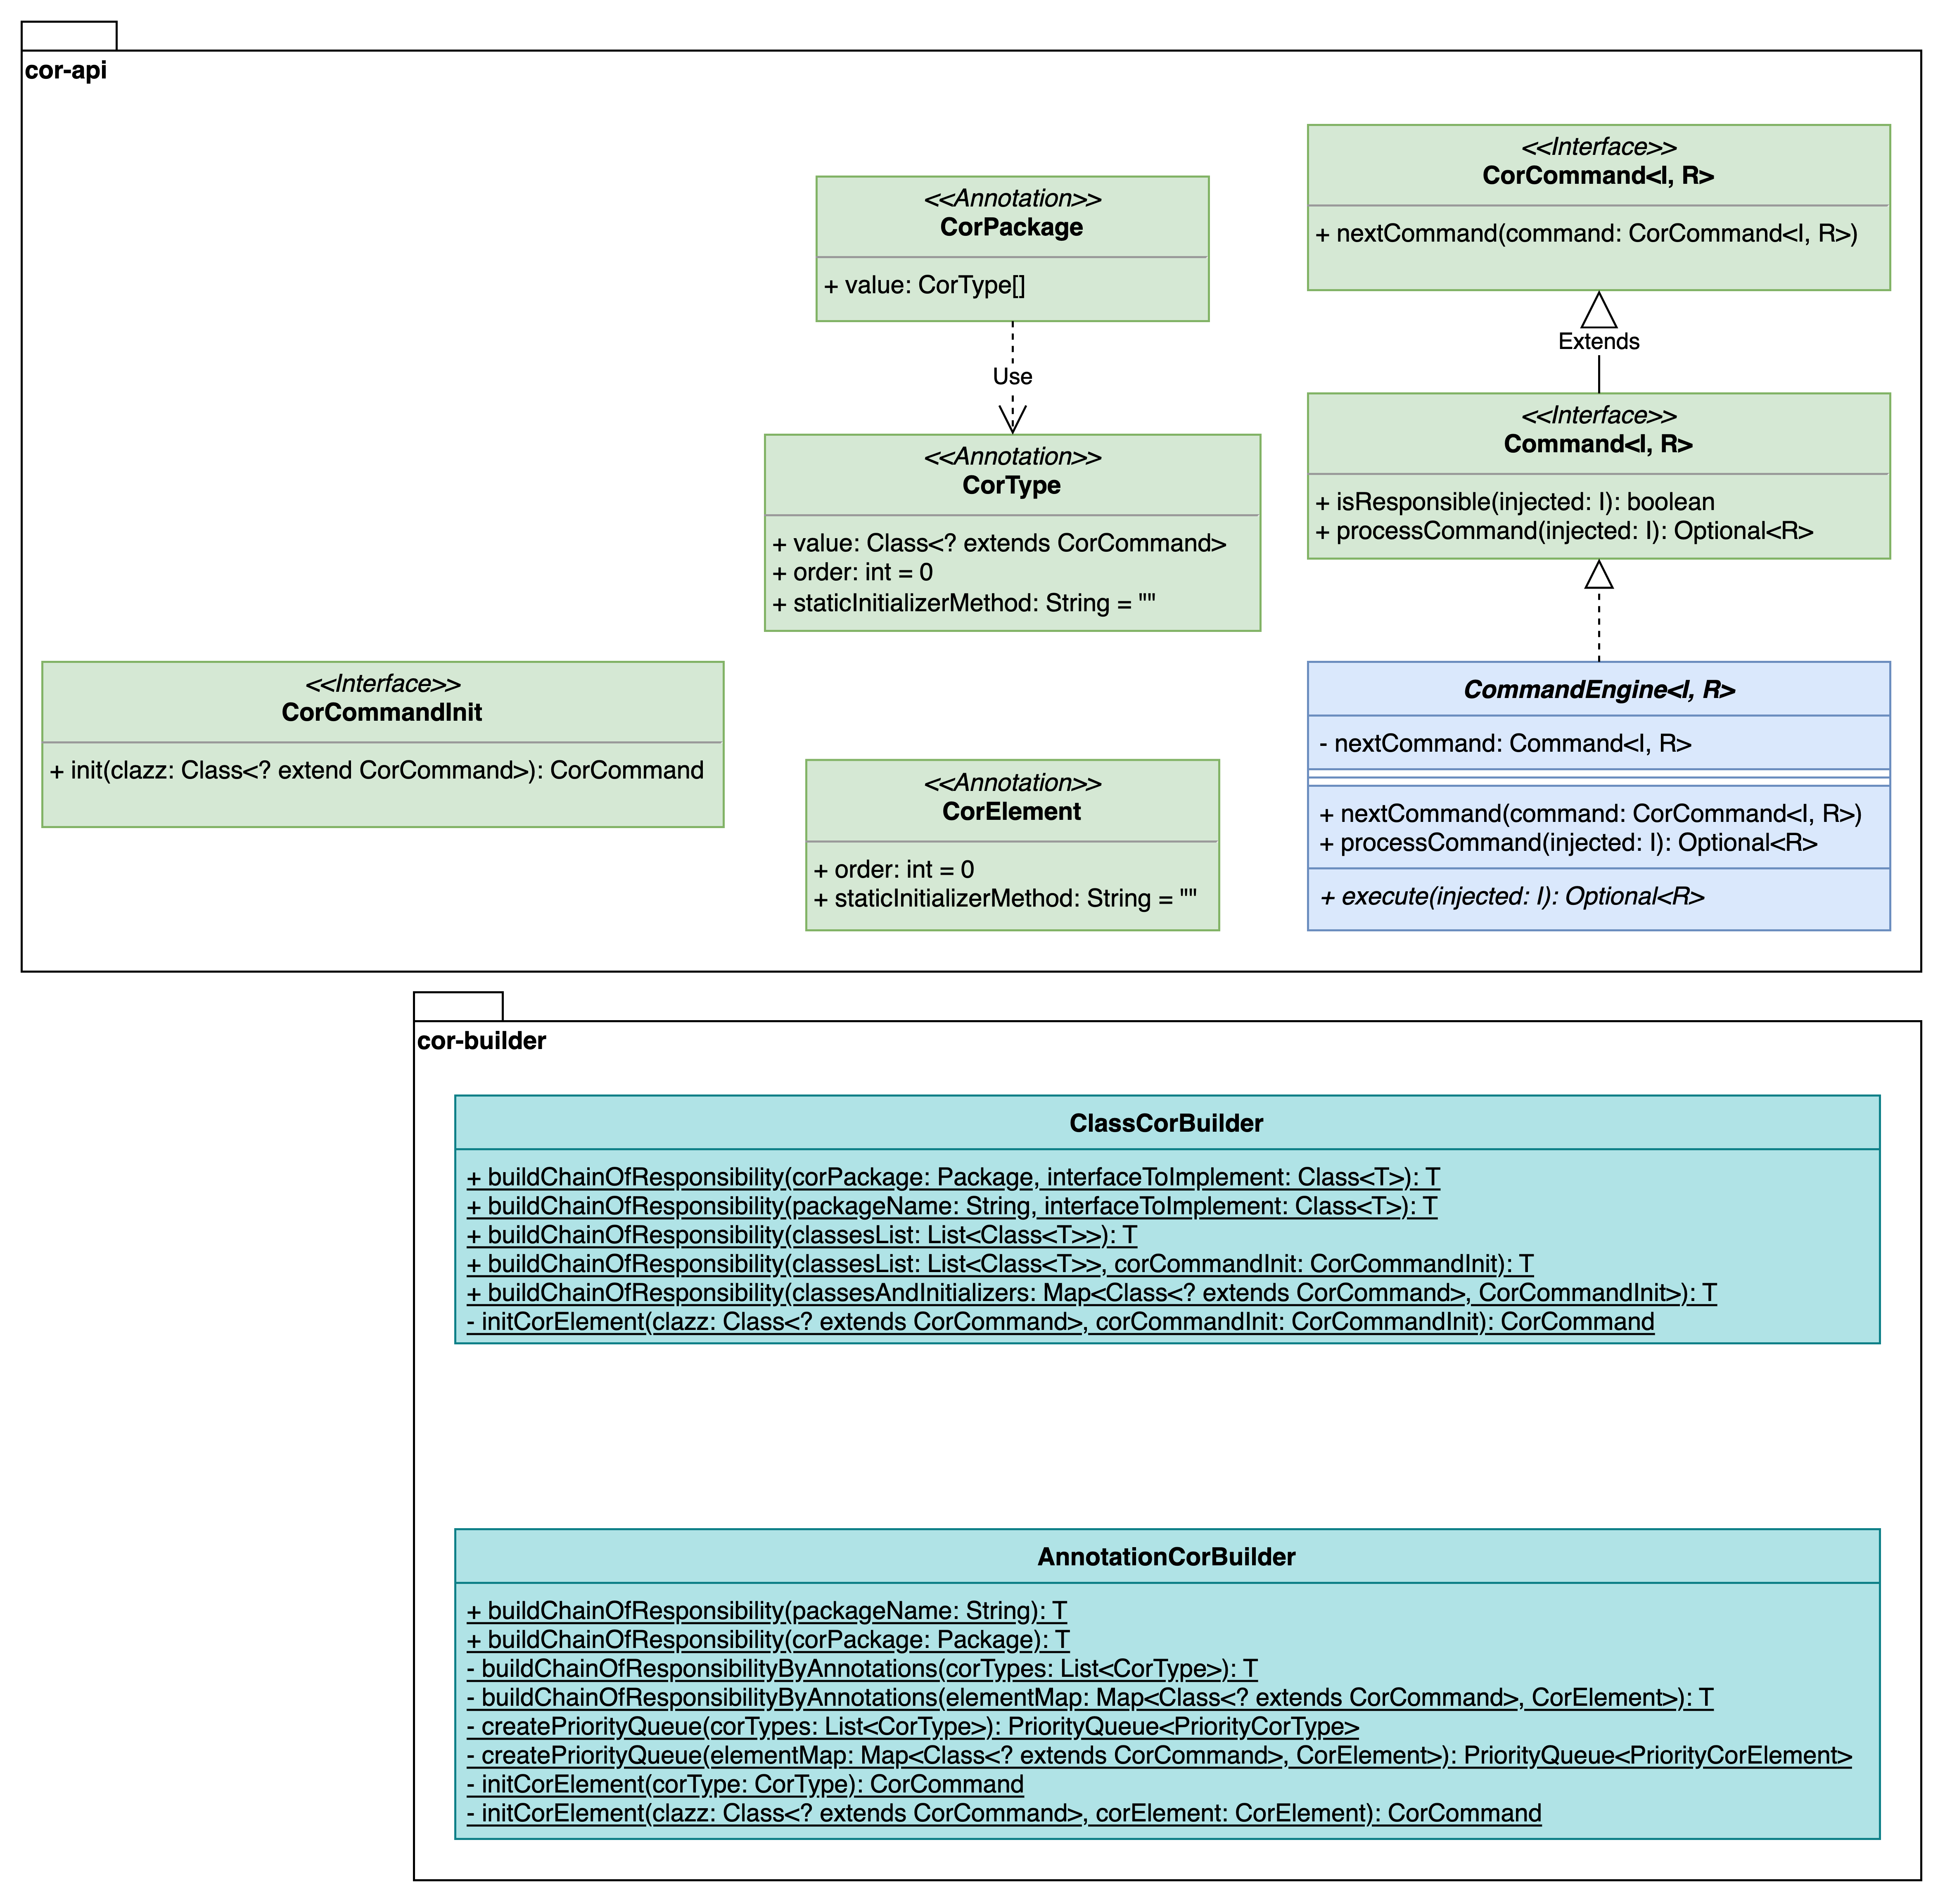 cor-api
<<Interface>>
CorCommand<I, R>
+ nextCommand(command: CorCommand<I, R>)
<<Annotation>>
CorPackage
+ value: CorType[]
Extends
Use
<<Interface>>
Command<I, R>
+ isResponsible(injected: I): boolean
+ processCommand(injected: I): Optional<R>
<<Annotation>>
CorType
+ value: Class<? extends CorCommand>
+ order: int = 0
+ staticInitializerMethod: String = ""
<<Interface>>
CorCommandInit
+ init(clazz: Class<? extend CorCommand>): CorCommand
CommandEngine<I, R>
- nextCommand: Command<I, R>
+ nextCommand(command: CorCommand<I, R>)
+ processCommand(injected: I): Optional<R>
+ execute(injected: I): Optional<R>
<<Annotation>>
CorElement
+ order: int = 0
+ staticInitializerMethod: String = ""
cor-builder
ClassCorBuilder
+ buildChainOfResponsibility(corPackage: Package, interfaceToImplement: Class<T>): T
+ buildChainOfResponsibility(packageName: String, interfaceToImplement: Class<T>): T
+ buildChainOfResponsibility(classesList: List<Class<T>>): T
+ buildChainOfResponsibility(classesList: List<Class<T>>, corCommandInit: CorCommandInit): T
+ buildChainOfResponsibility(classesAndInitializers: Map<Class<? extends CorCommand>, CorCommandInit>): T
- initCorElement(clazz: Class<? extends CorCommand>, corCommandInit: CorCommandInit): CorCommand
AnnotationCorBuilder
+ buildChainOfResponsibility(packageName: String): T
+ buildChainOfResponsibility(corPackage: Package): T
- buildChainOfResponsibilityByAnnotations(corTypes: List<CorType>): T
- buildChainOfResponsibilityByAnnotations(elementMap: Map<Class<? extends CorCommand>, CorElement>): T
- createPriorityQueue(corTypes: List<CorType>): PriorityQueue<PriorityCorType>
- createPriorityQueue(elementMap: Map<Class<? extends CorCommand>, CorElement>): PriorityQueue<PriorityCorElement>
- initCorElement(corType: CorType): CorCommand
- initCorElement(clazz: Class<? extends CorCommand>, corElement: CorElement): CorCommand